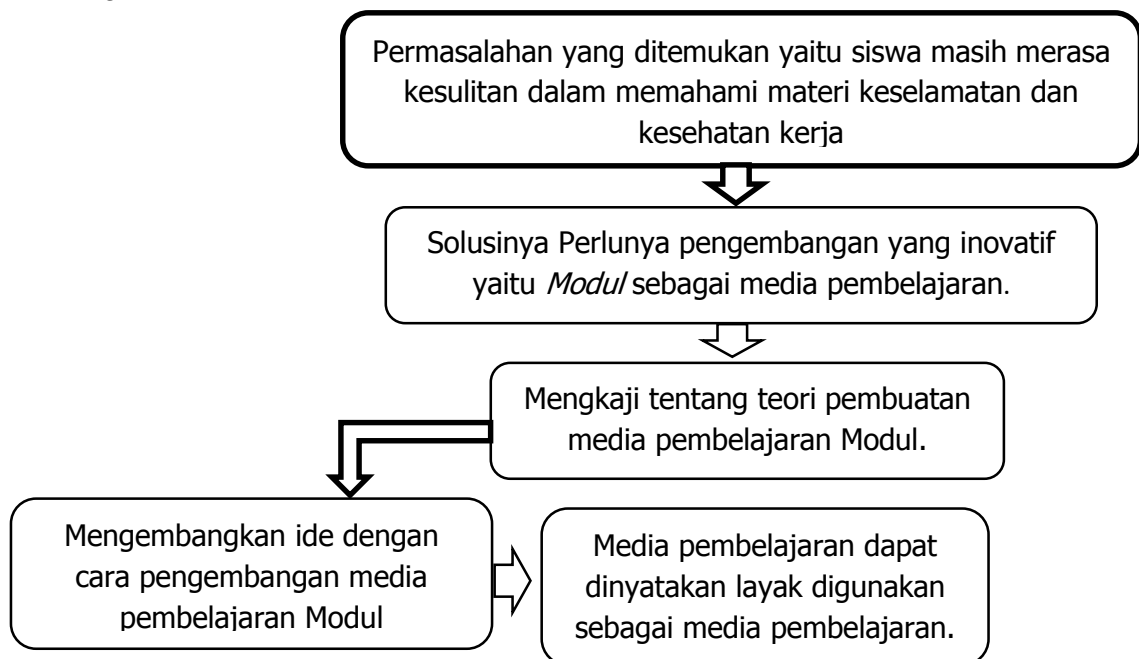 Permasalahan yang ditemukan yaitu siswa masih merasa
kesulitan dalam memahami materi keselamatan dan
kesehatan kerja
Solusinya Perlunya pengembangan yang inovatif
yaitu Modul sebagai media pembelajaran.
Mengkaji tentang teori pembuatan
media pembelajaran Modul.
Mengembangkan ide dengan
cara pengembangan media
pembelajaran Modul
Media pembelajaran dapat
dinyatakan layak digunakan
sebagai media pembelajaran.